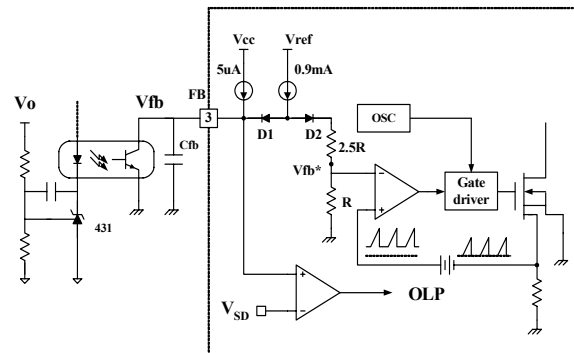 Vcc Vref
5uA 0.9mA
Vo Vfb FB
3
OSC
D1 D2
Cfb 2.5R
Vfb*
R
Gate
driver
431
OLP
VSD